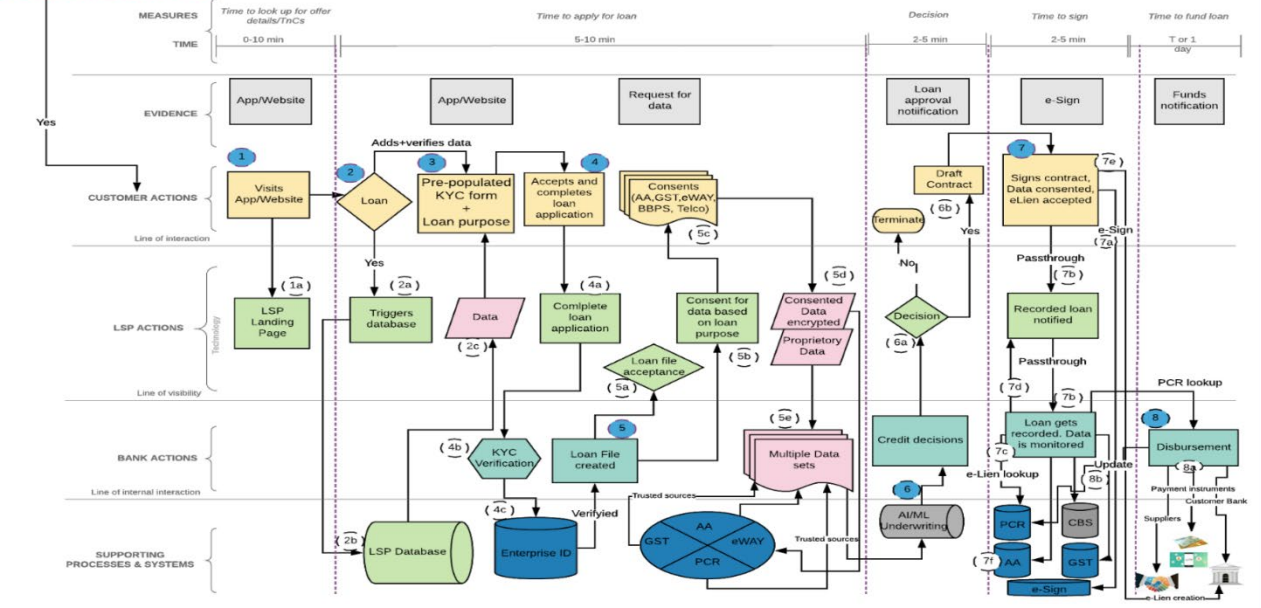 MEASURES
Time to look up for offer
details/TnCs
Time to apply for loan
Decision
Time to sign
Time to fund loan
TIME
0-10 min
5-10 min
2-5 min
2-5 min
T or 1
day
EVIDENCE
App/Website
App/Website
Request for
data
Loan
approval
notiification
e-Sign
Funds
notification
Yes
CUSTOMER ACTIONS
1
Visits
App/Website
2
Loan
Adds+verifies data
3
Pre-populated
KYC form
+
Loan purpose
4
Accepts and
completes
loan
application
Consents
(AA,GST,eWAY,
BBPS, Telco)
5c
Terminate
Draft
Contract
6b
7
Signs contract,
Data consented,
eLien accepted
7e
e-Sign
7a
Line of interaction
Yes
No
Yes
Passthrough
7b
LSP ACTIONS
Technology
1a
LSP
Landing
Page
2a
Triggers
database
Data
2c
4a
Comlplete
loan
application
Loan file
acceptance
5a
Consent for
data based
on loan
purpose
5b
5d
Consented
Data
encrypted
Proprietory
Data
Decision
6a
Recorded loan
notified
Passthrough
7d
7b
PCR lookup
Line of visibility
BANK ACTIONS
4b
KYC
Verification
5
Loan File
created
5e
Multiple Data
sets
Credit decisions
Loan gets
recorded. Data
is monitored
7c
e-Lien lookup
Update
8b
8
Disbursement
8a
Payment instruments
Customer Bank
Suppliers
Line of internal interaction
SUPPORTING
PROCESSES & SYSTEMS
2b
LSP Database
4c
Enterprise ID
Verifyied
Trusted sources
AA
GST
eWAY
PCR
Trusted sources
6
AI/ML
Underwriting
PCR
CBS
7f
AA
GST
e-Sign
e-Lien creation